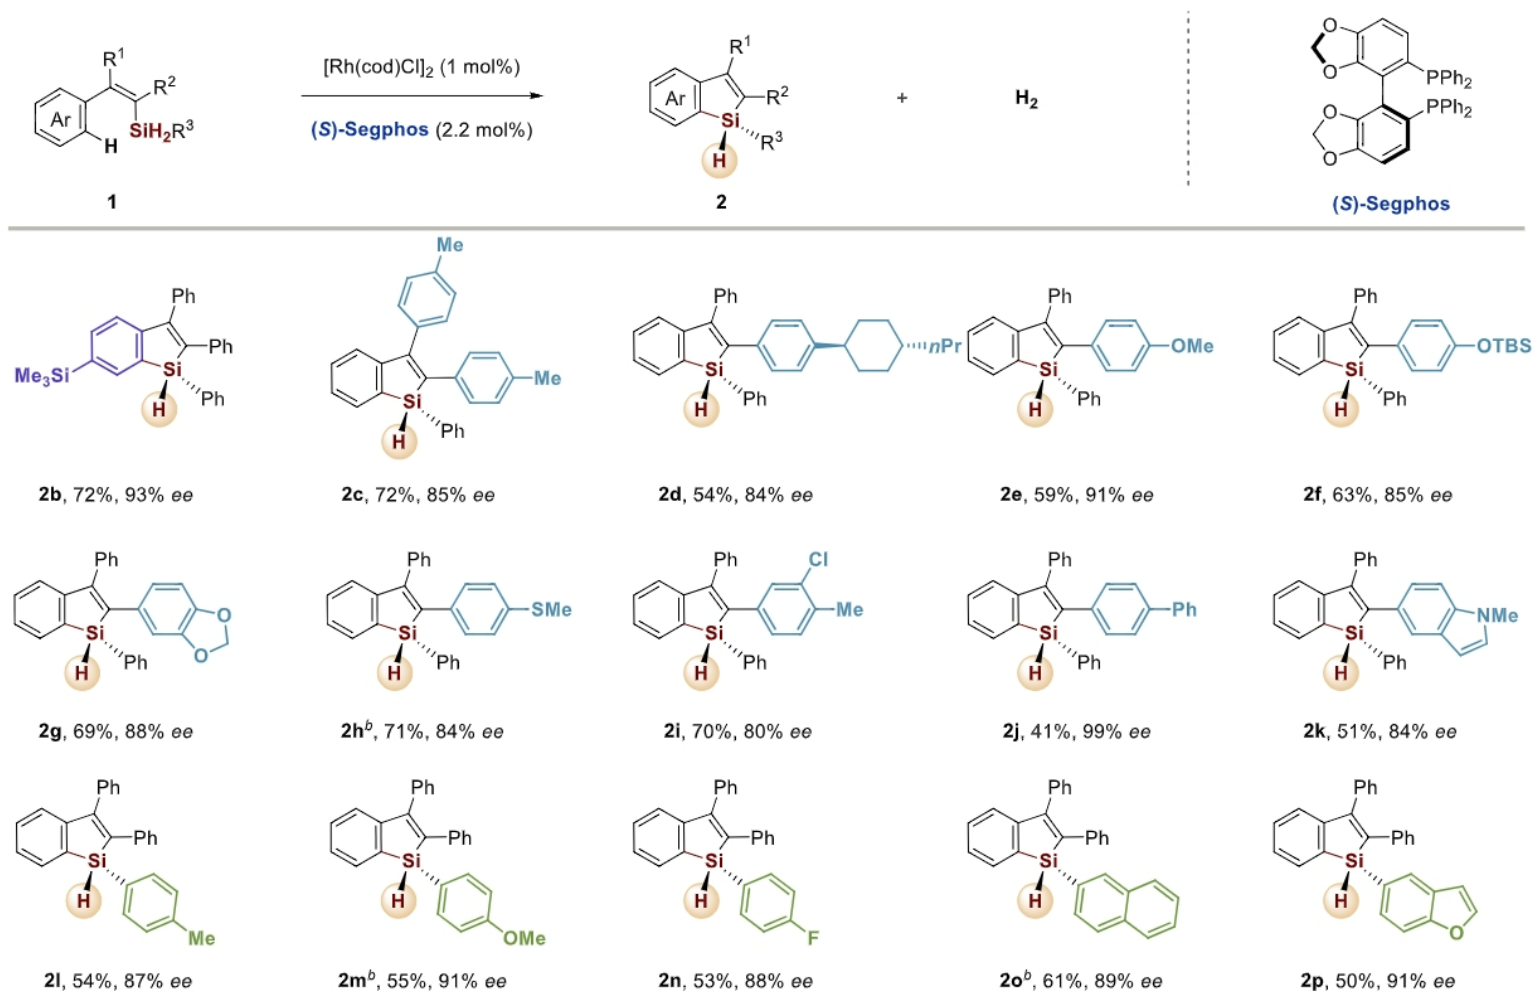 R¹
R²
Ar
SiH₂R³
H
1
[Rh(cod)Cl]₂ (1 mol%)
(S)-Segphos (2.2 mol%)
R¹
Ar
R²
Si
R³
H
2
+
H₂
O
O
PPh₂
PPh₂
O
O
(S)-Segphos
Ph
Ph
Me₃Si
Si
Ph
H
2b, 72%, 93% ee
Me
Me
Si
Ph
H
2c, 72%, 85% ee
Ph
nPr
Si
Ph
H
2d, 54%, 84% ee
Ph
OMe
Si
Ph
H
2e, 59%, 91% ee
Ph
OTBS
Si
Ph
H
2f, 63%, 85% ee
Ph
O
O
Si
Ph
H
2g, 69%, 88% ee
Ph
SMe
Si
Ph
H
2hᵇ, 71%, 84% ee
Ph
Cl
Me
Si
Ph
H
2i, 70%, 80% ee
Ph
Ph
Si
Ph
H
2j, 41%, 99% ee
Ph
NMe
Si
Ph
H
2k, 51%, 84% ee
Ph
Ph
Si
H
Me
2l, 54%, 87% ee
Ph
Ph
Si
H
OMe
2mᵇ, 55%, 91% ee
Ph
Ph
Si
H
F
2n, 53%, 88% ee
Ph
Ph
Si
H
2oᵇ, 61%, 89% ee
Ph
Ph
Si
H
O
2p, 50%, 91% ee